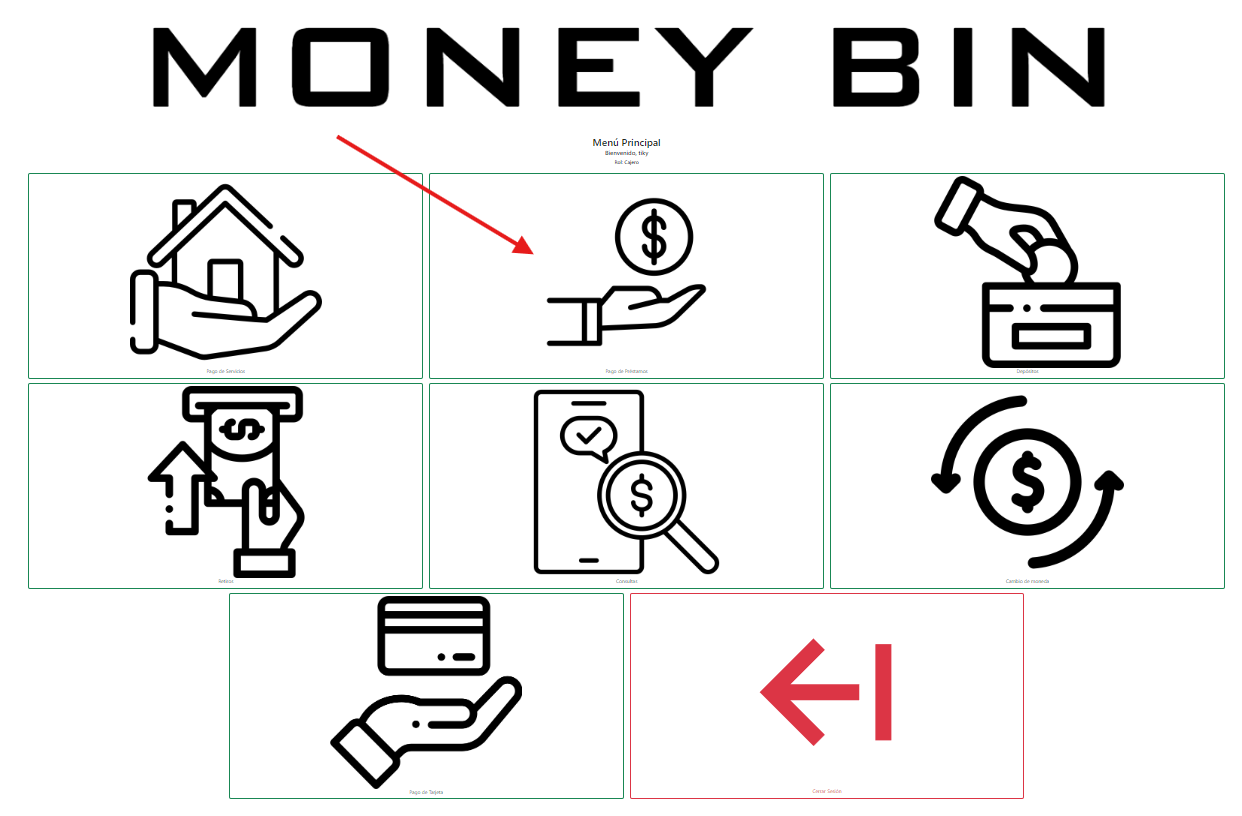 MONEY BIN
Menú Principal
Bienvenido, tiky
Rol: Cajero
Pago de Servicios
Pago de Préstamos
Depósitos
Retiros
Consultas
Cambio de moneda
Pago de Tarjeta
Cerrar Sesión